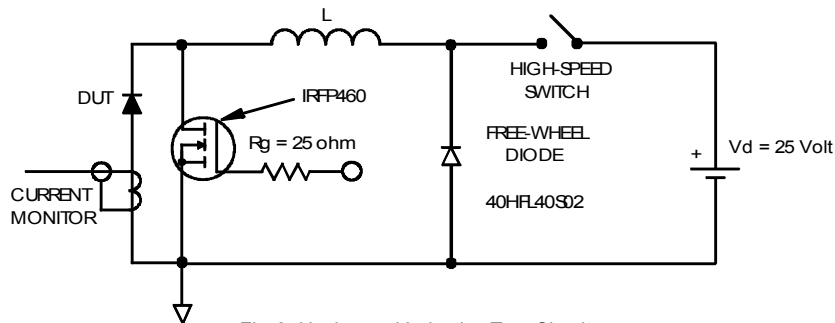 L
HIGH-SPEED
SWITCH
DUT
IRFP460
Rg = 25 ohm
FREE-WHEEL
DIODE
+
Vd = 25 Volt
CURRENT
MONITOR
40HFL40S02